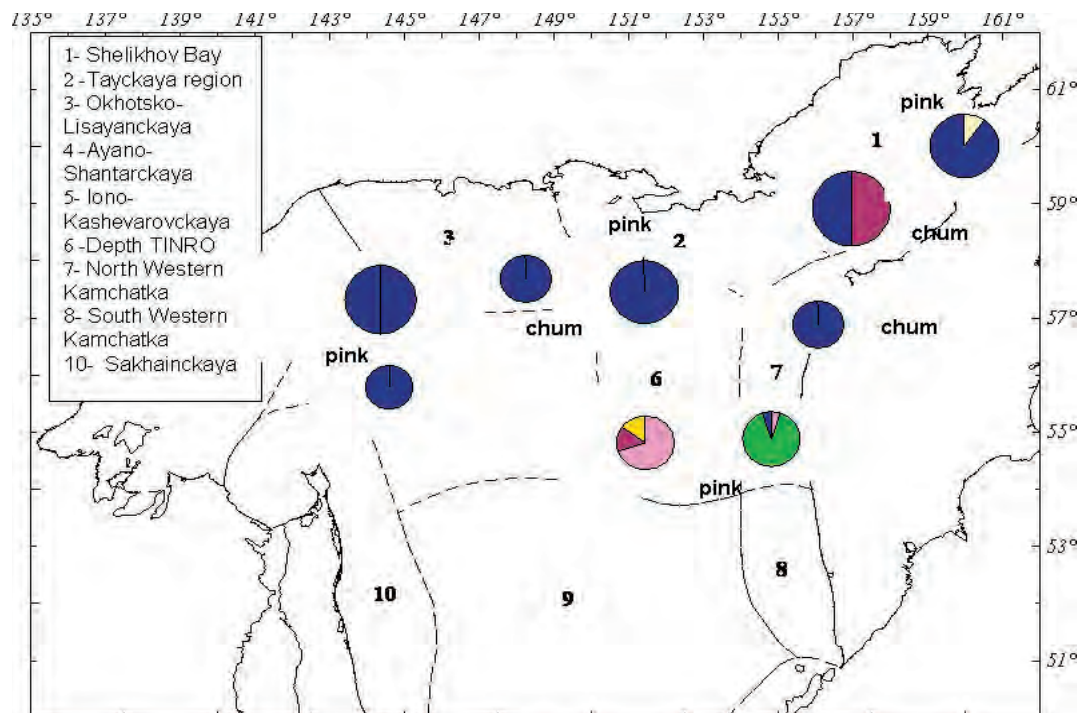 135° 137° 139° 141° 143° 145° 147° 149° 151° 153° 155° 157° 159° 161°
1- Shelikhov Bay
2 -Tayckaya region
3- Okhotsko-
Lisayanckaya
4 -Ayano-
Shantarckaya
5- Iono-
Kashevarovckaya
6 -Depth TINRO
7- North Western
Kamchatka
8- South Western
Kamchatka
10- Sakhainckaya
61°
pink
1
59°
pink
chum
3
2
57°
chum
chum
pink
6
7
55°
pink
53°
8
10
9
51°